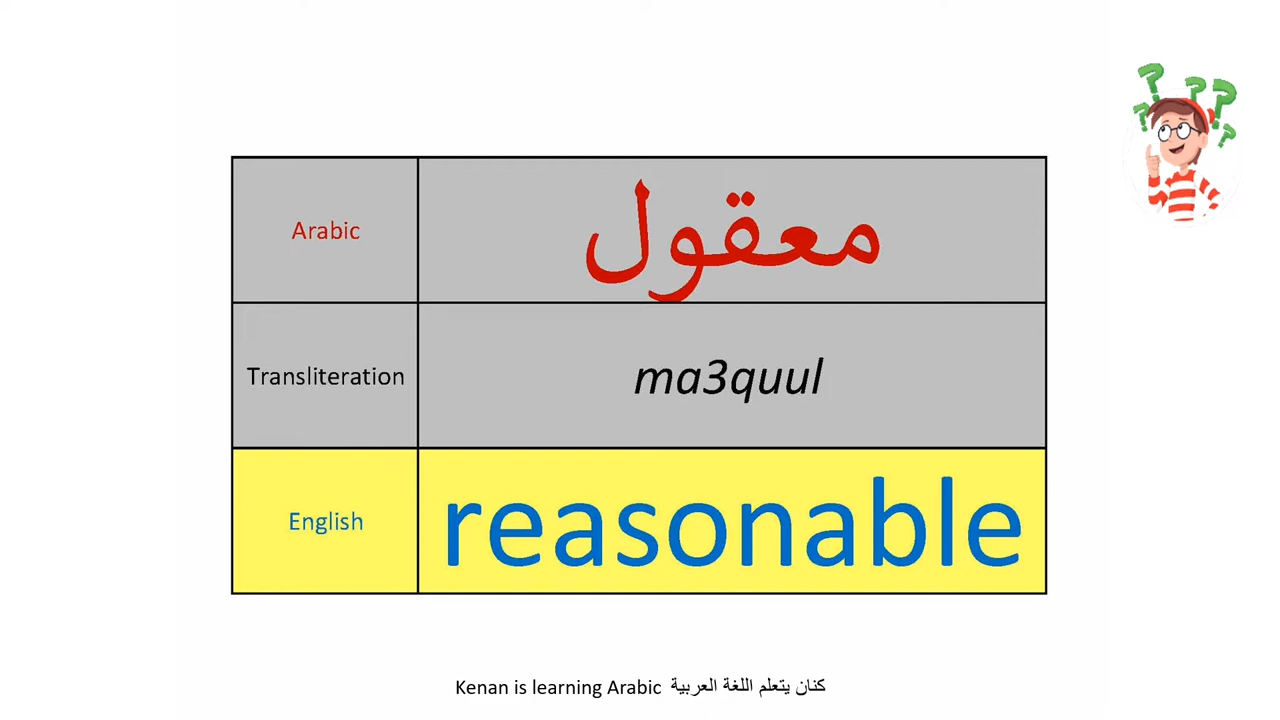 Arabic معقول
Transliteration ma3quul
English reasonable
Kenan is learning Arabic كنان يتعلم اللغة العربية